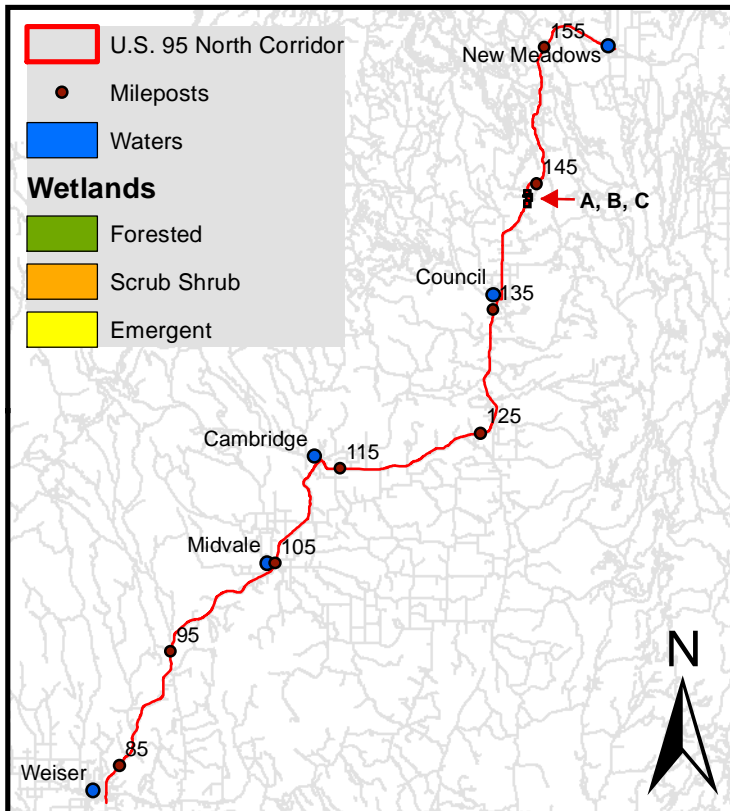 U.S. 95 North Corridor
Mileposts
Waters
Wetlands
Forested
Scrub Shrub
Emergent
155
New Meadows
145
A, B, C
Council
135
125
Cambridge
115
Midvale
105
95
N
85
Weiser